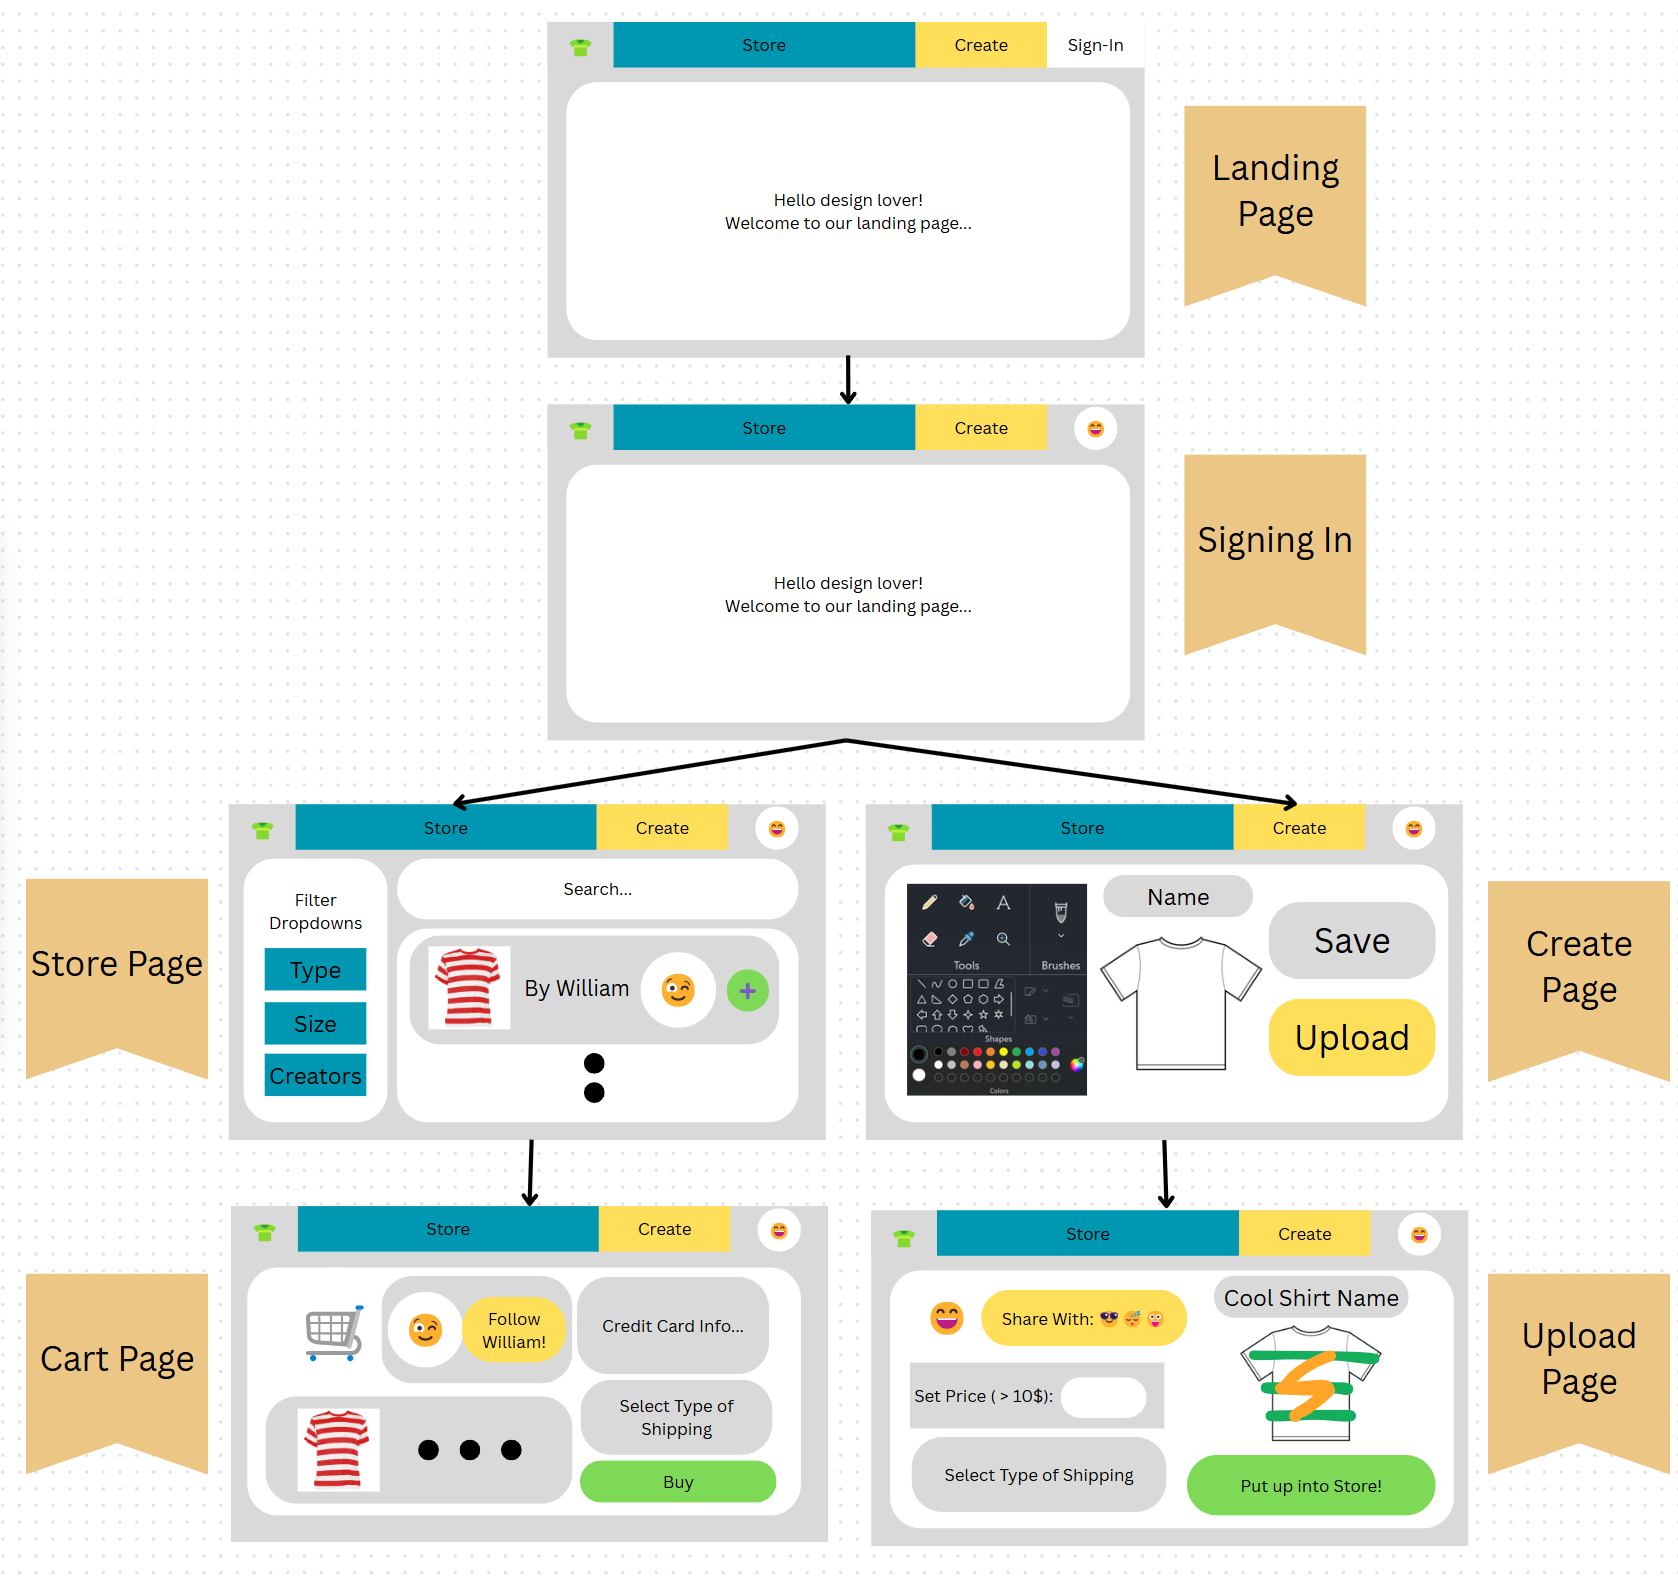 Store
Create
Sign-In
Hello design lover!
Welcome to our landing page...
Landing
Page
Store
Create
Hello design lover!
Welcome to our landing page...
Signing In
Store
Create
Filter
Dropdowns
Type
Size
Creators
Search...
By William
Store Page
Store
Create
Tools
Brushes
Shapes
Colors
Name
Save
Upload
Create
Page
Store
Create
Follow
William!
Credit Card Info...
Select Type of
Shipping
Buy
Cart Page
Store
Create
Share With:
Set Price ( > 10$):
Select Type of Shipping
Cool Shirt Name
Put up into Store!
Upload
Page